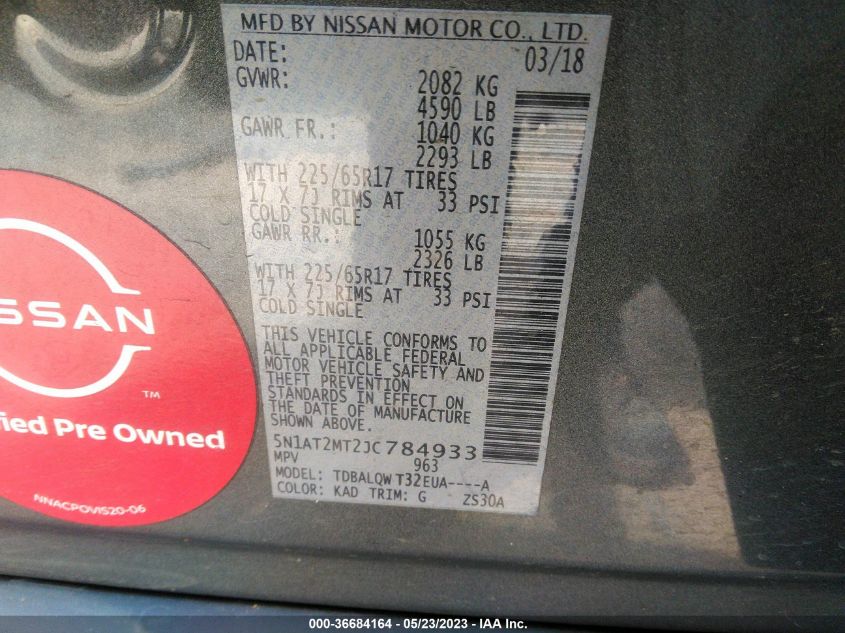 MFD BY NISSAN MOTOR CO., LTD.
DATE: 03/18
GVWR: 2082 KG
4590 LB
GAWR FR.: 1040 KG
2293 LB
WITH 225/65R17 TIRES
17 X 7J RIMS AT 33 PSI
COLD SINGLE
GAWR RR.: 1055 KG
2326 LB
WITH 225/65R17 TIRES
17 X 7J RIMS AT 33 PSI
COLD SINGLE
THIS VEHICLE CONFORMS TO
ALL APPLICABLE FEDERAL
MOTOR VEHICLE SAFETY AND
THEFT PREVENTION
STANDARDS IN EFFECT ON
THE DATE OF MANUFACTURE
SHOWN ABOVE.
5N1AT2MT2JC784933
MPV 963
MODEL: TDBALQWT32EUA----A
COLOR: KAD TRIM: G ZS30A
ISSAN
TM
fied Pre Owned
NNACPOVIS20-06
000-36684164 — 05/23/2023 — IAA Inc.